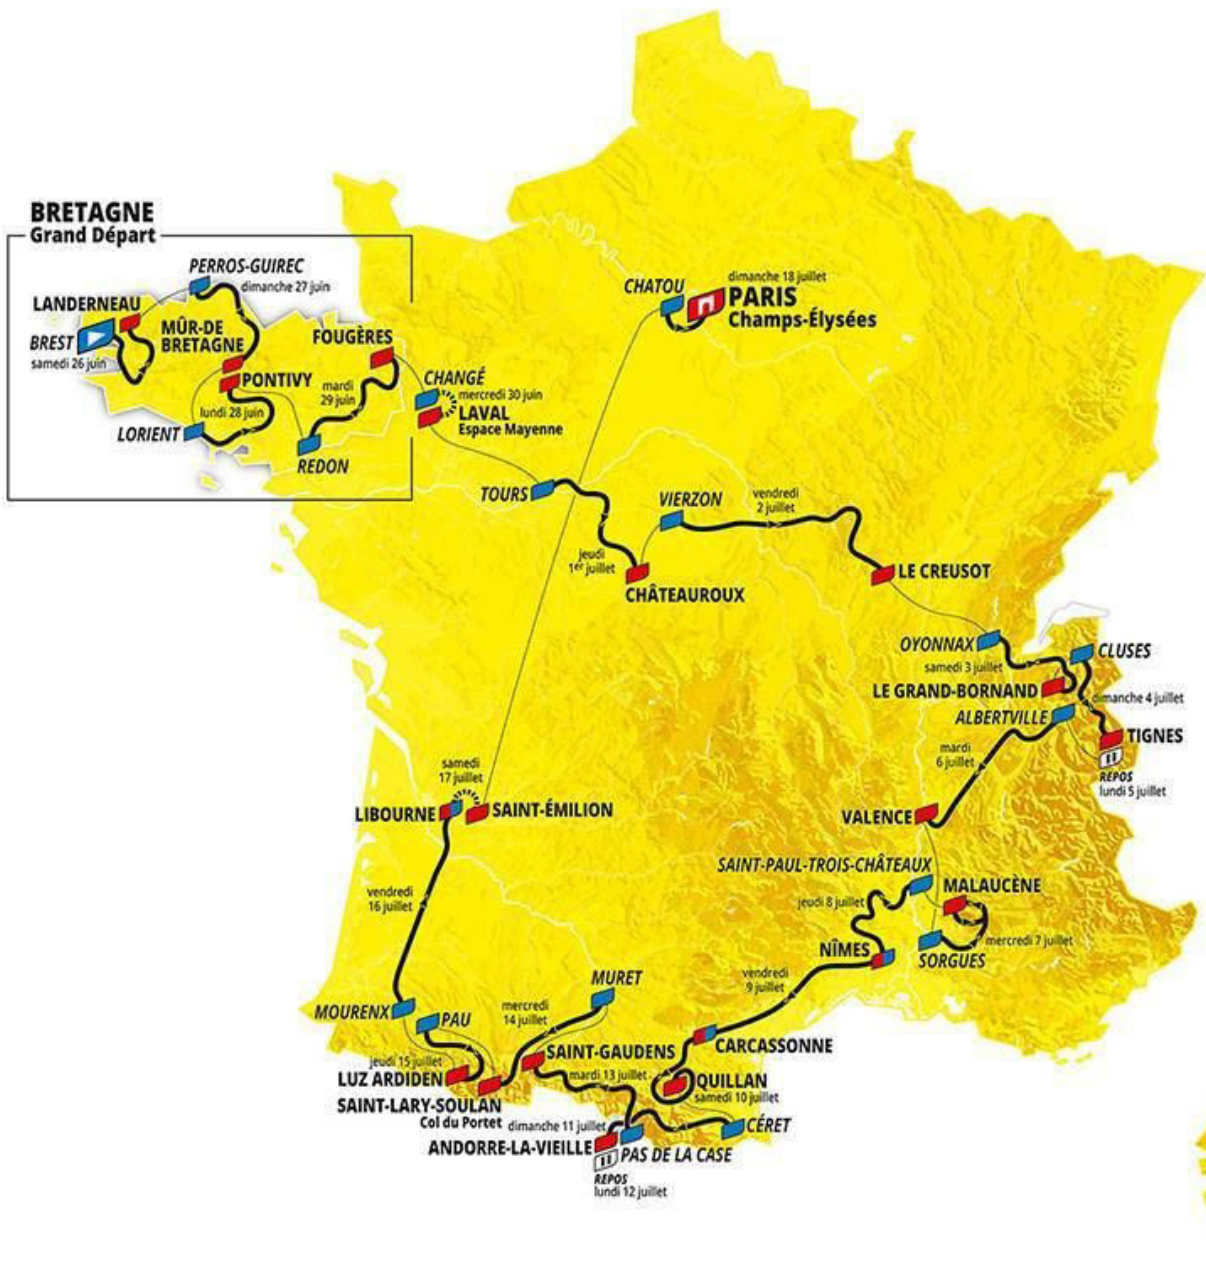 BRETAGNE
Grand Départ
PERROS-GUIREC
dimanche 27 juin
LANDERNEAU
BREST
samedi 26 juin
MÛR-DE
BRETAGNE
PONTIVY
lundi 28 juin
LORIENT
FOUGÈRES
mardi
29 juin
REDON
CHANGÉ
mercredi 30 juin
LAVAL
Espace Mayenne
CHATOU
dimanche 18 juillet
PARIS
Champs-Élysées
TOURS
jeudi
1er juillet
CHÂTEAUROUX
VIERZON
vendredi
2 juillet
LE CREUSOT
OYONNAX
samedi 3 juillet
CLUSES
LE GRAND-BORNAND
dimanche 4 juillet
ALBERTVILLE
TIGNES
REPOS
lundi 5 juillet
mardi
6 juillet
VALENCE
samedi
17 juillet
LIBOURNE
SAINT-ÉMILION
SAINT-PAUL-TROIS-CHÂTEAUX
MALAUCÈNE
jeudi 8 juillet
mercredi 7 juillet
NÎMES
SORGUES
vendredi
16 juillet
vendredi
9 juillet
MURET
mercredi
14 juillet
MOURENX
PAU
jeudi 15 juillet
LUZ ARDIDEN
SAINT-LARY-SOULAN
Col du Portet
SAINT-GAUDENS
mardi 13 juillet
CARCASSONNE
QUILLAN
samedi 10 juillet
dimanche 11 juillet
CÉRET
ANDORRE-LA-VIEILLE
PAS DE LA CASE
REPOS
lundi 12 juillet